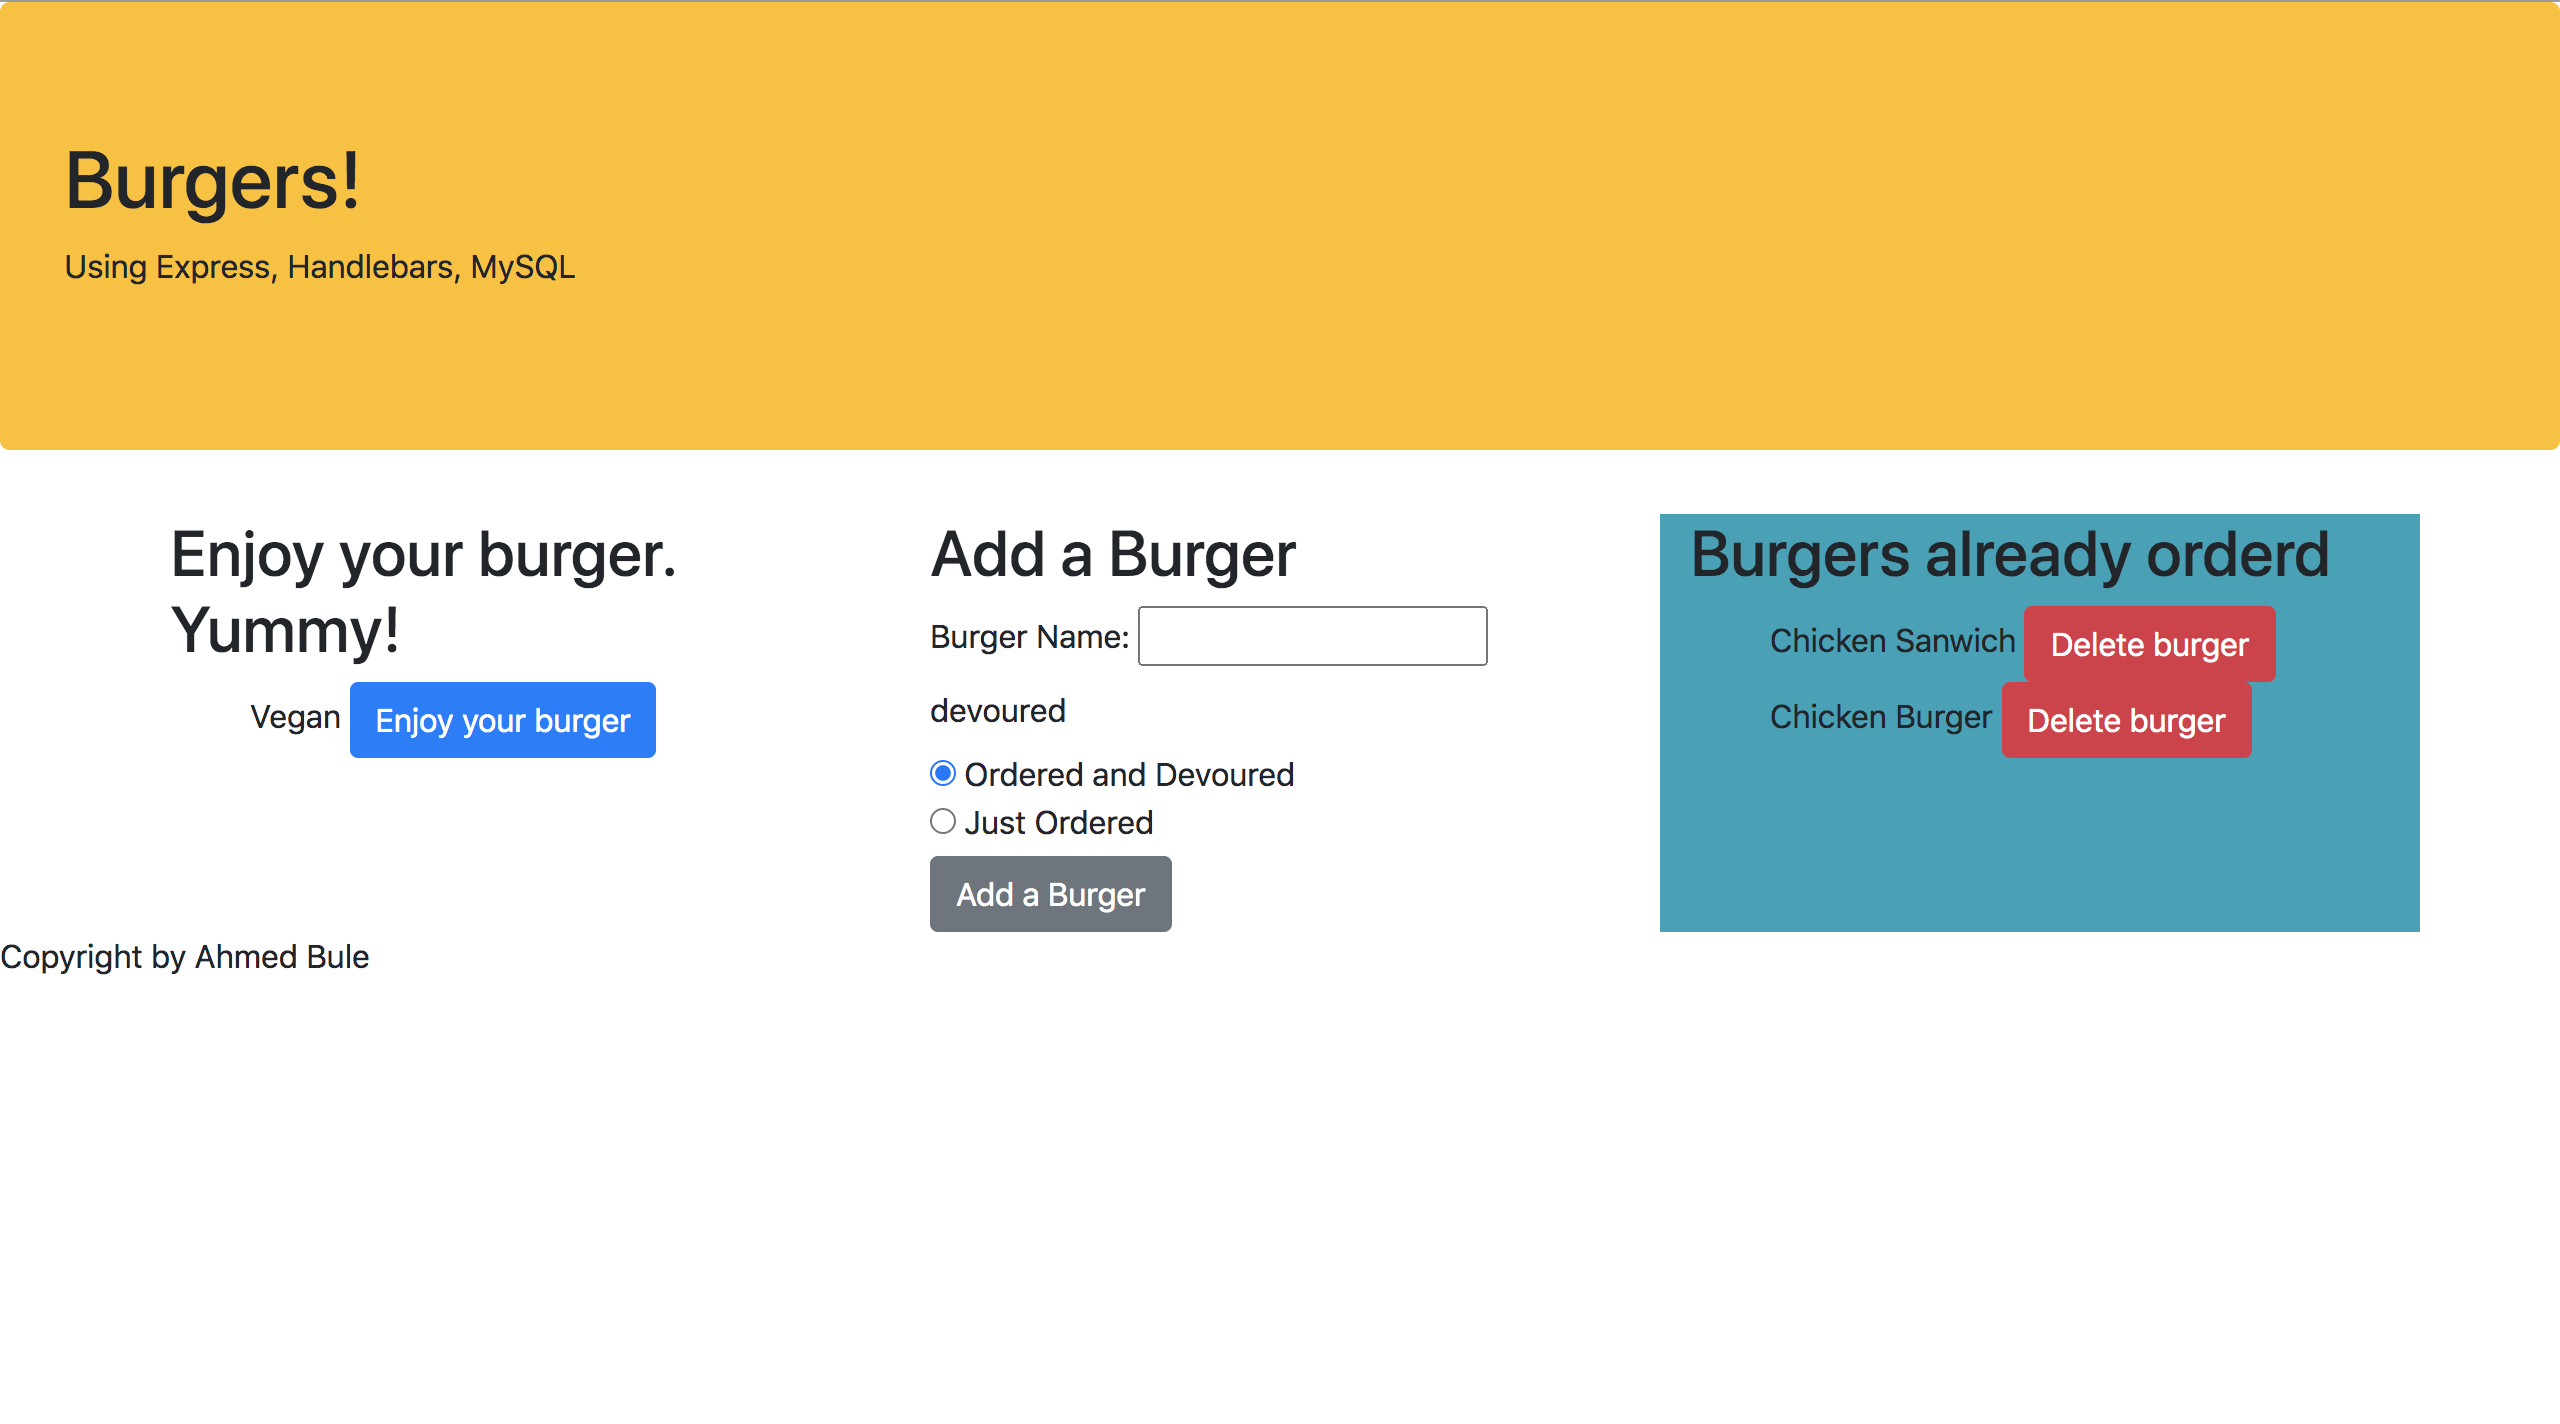 Burgers!
Using Express, Handlebars, MySQL
Enjoy your burger.
Yummy!
Vegan Enjoy your burger
Add a Burger
Burger Name:
devoured
Ordered and Devoured
Just Ordered
Add a Burger
Burgers already orderd
Chicken Sanwich Delete burger
Chicken Burger Delete burger
Copyright by Ahmed Bule